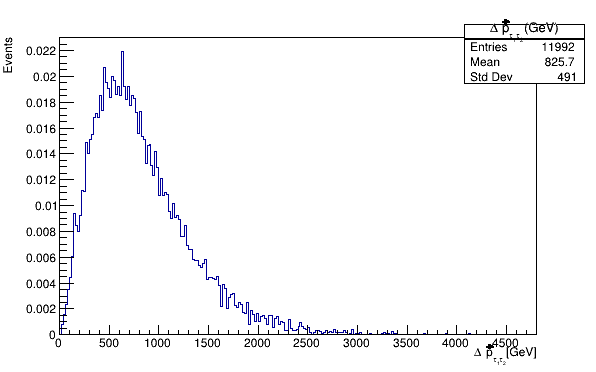 Δ p⃗τ₁τ₂ (GeV)
Entries 11992
Mean 825.7
Std Dev 491
Events
0.022
0.02
0.018
0.016
0.014
0.012
0.01
0.008
0.006
0.004
0.002
0
0 500 1000 1500 2000 2500 3000 3500 4000 4500
Δ p⃗τ₁τ₂ [GeV]